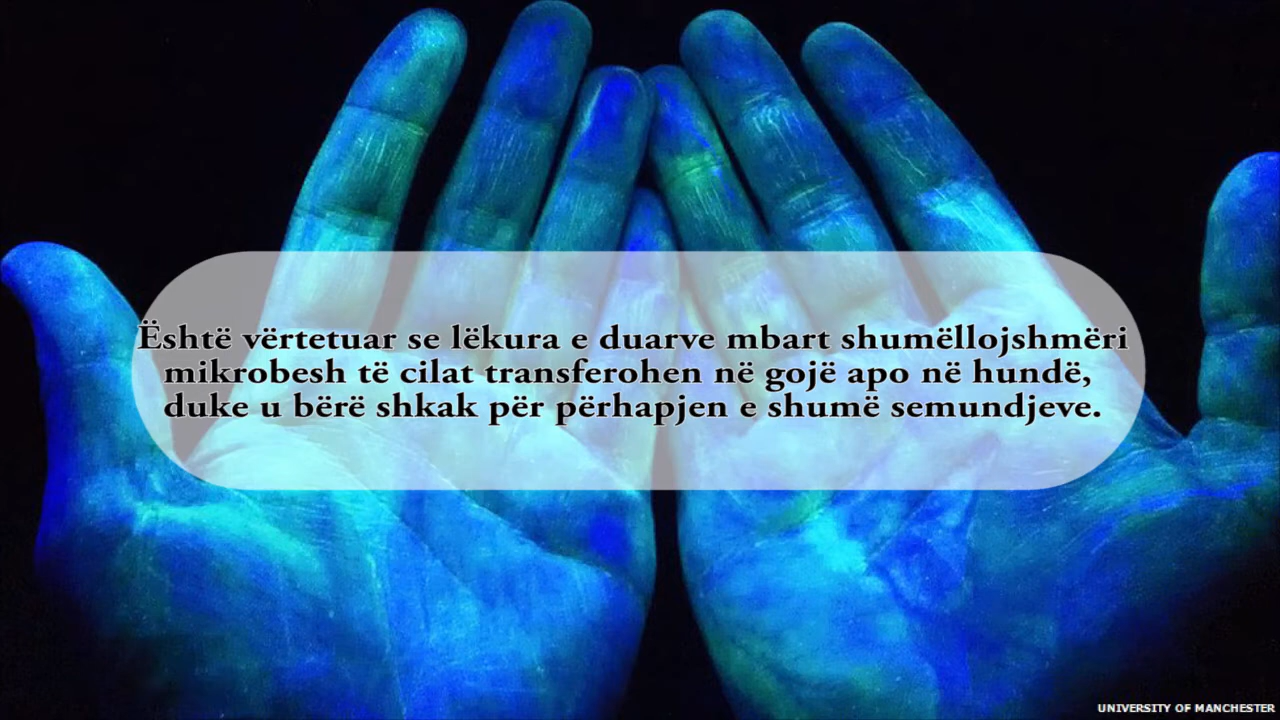 Është vërtetuar se lëkura e duarve mbart shumëllojshmëri
mikrobesh të cilat transferohen në gojë apo në hundë,
duke u bërë shkak për përhapjen e shumë semundjeve.
UNIVERSITY OF MANCHESTER